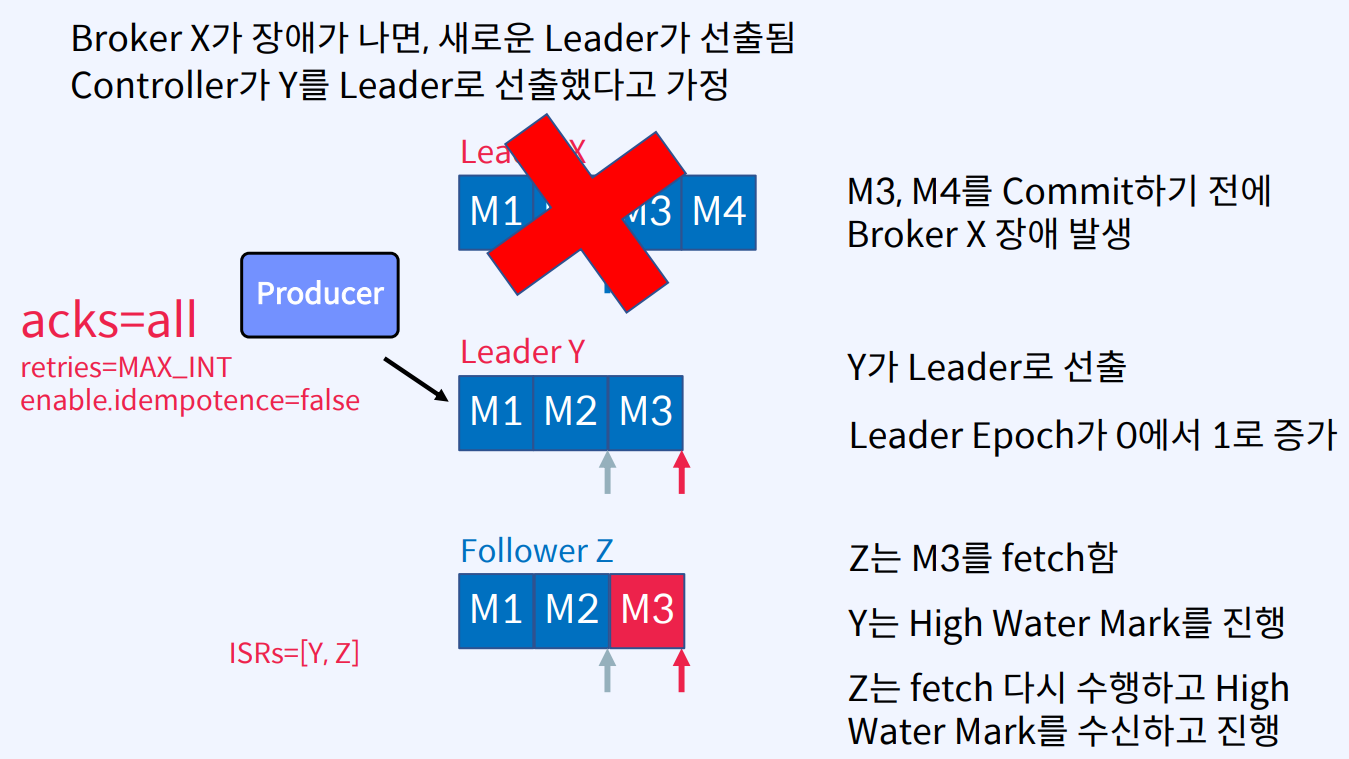 Broker X가 장애가 나면, 새로운 Leader가 선출됨
Controller가 Y를 Leader로 선출했다고 가정
X
M1 M3 M4
M3, M4를 Commit하기 전에
Broker X 장애 발생
Producer
acks=all
retries=MAX_INT
enable.idempotence=false
Leader Y
M1 M2 M3
Y가 Leader로 선출
Leader Epoch가 0에서 1로 증가
Follower Z
M1 M2 M3
ISRs=[Y, Z]
Z는 M3를 fetch함
Y는 High Water Mark를 진행
Z는 fetch 다시 수행하고 High
Water Mark를 수신하고 진행